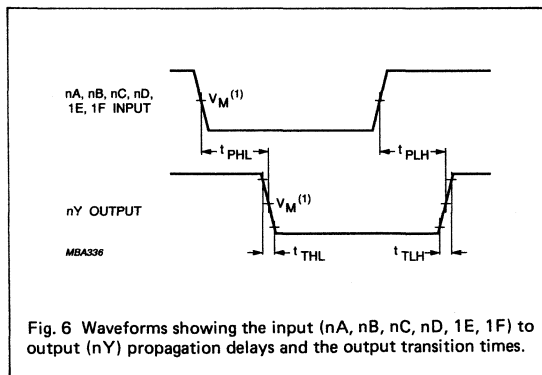 nA, nB, nC, nD,
1E, 1F INPUT
VM(1)
tPHL
tPLH
nY OUTPUT
VM(1)
MBA336
tTHL
tTLH
Fig. 6 Waveforms showing the input (nA, nB, nC, nD, 1E, 1F) to
output (nY) propagation delays and the output transition times.